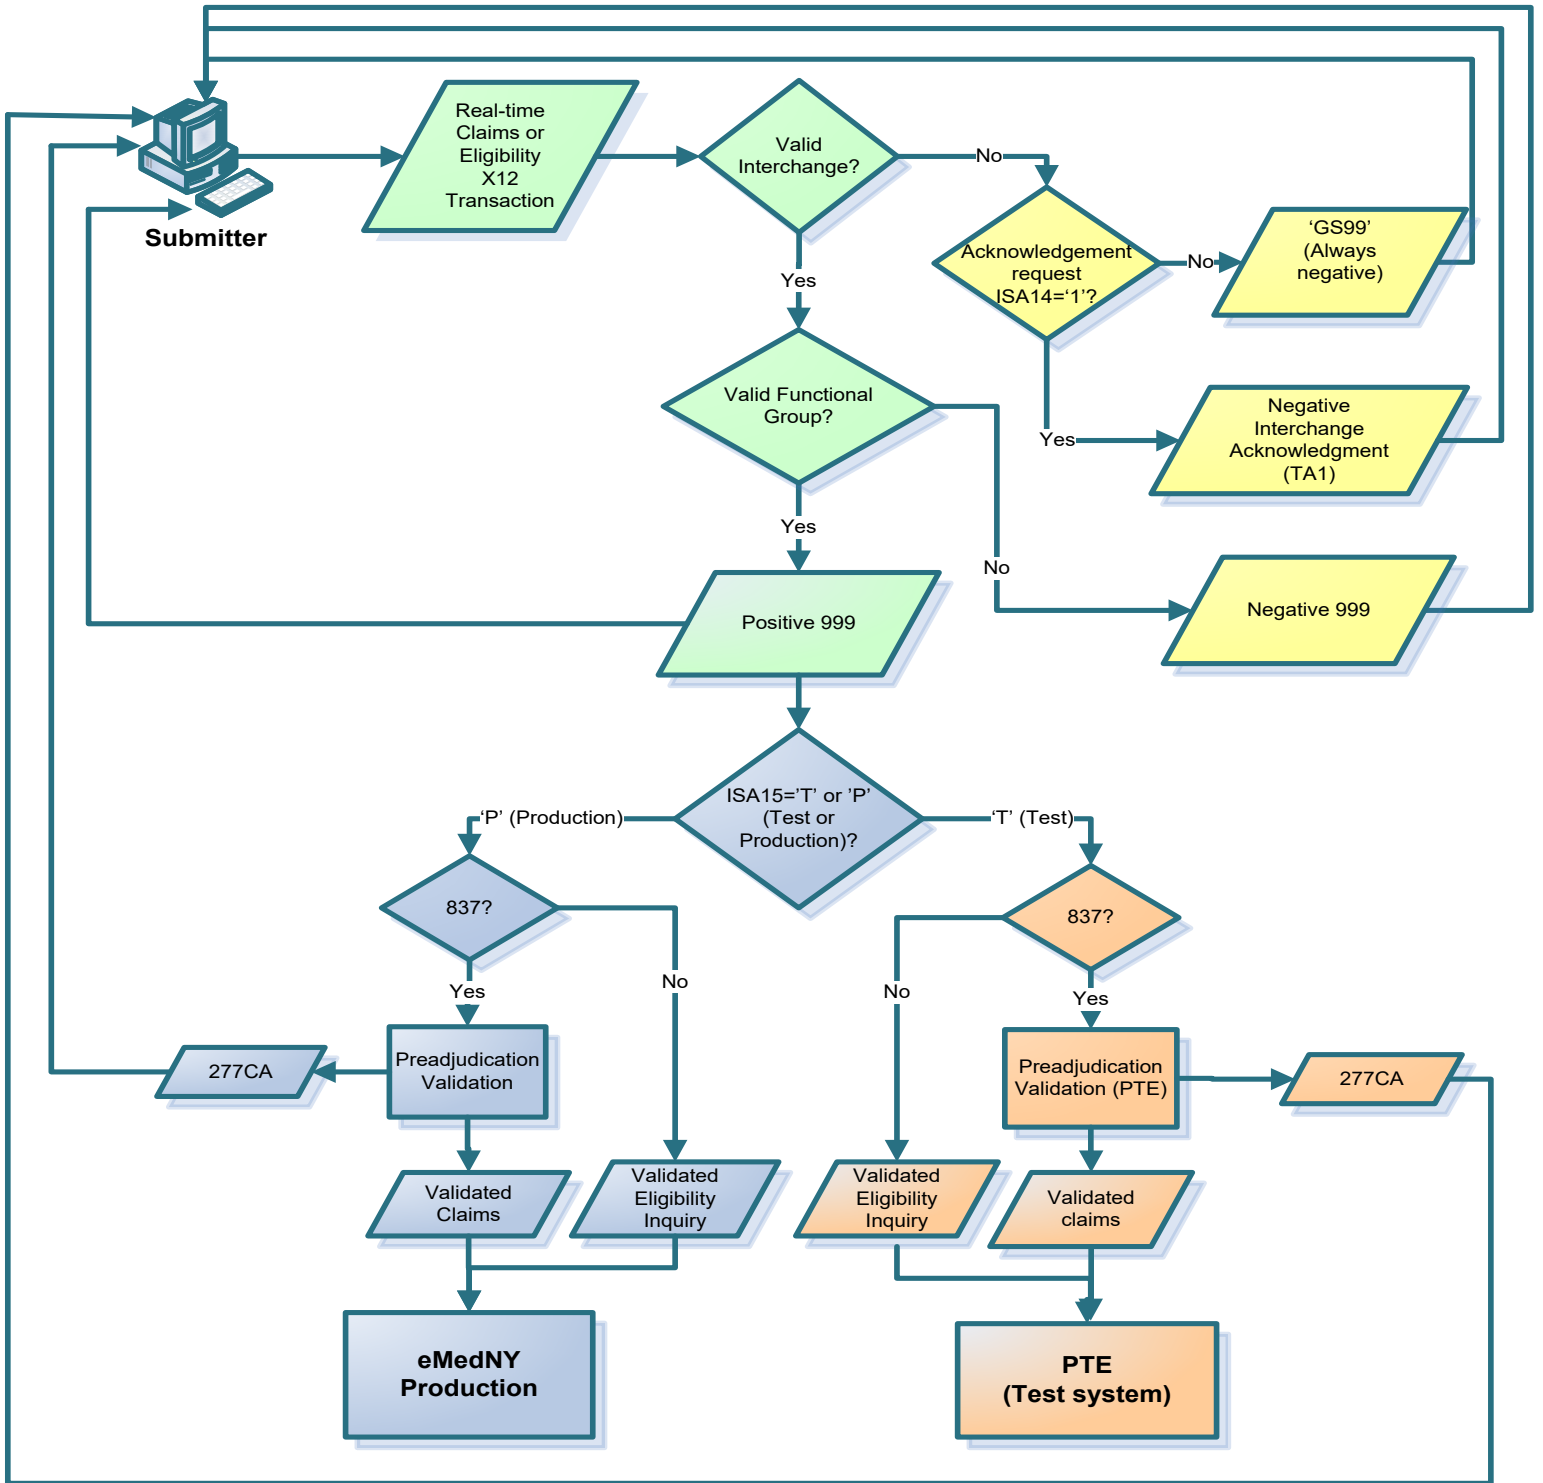 Real-time
Claims or
Eligibility
X12
Transaction
Valid
Interchange?
No
Submitter
Acknowledgement
request
ISA14=‘1’?
No
‘GS99’
(Always
negative)
Yes
Valid Functional
Group?
Yes
Negative
Interchange
Acknowledgment
(TA1)
Yes
No
Positive 999
Negative 999
ISA15=’T’ or ’P’
(Test or
Production)?
‘P’ (Production)
‘T’ (Test)
837?
837?
No
Yes
No
Yes
Preadjudication
Validation
277CA
Preadjudication
Validation (PTE)
277CA
Validated
Claims
Validated
Eligibility
Inquiry
Validated
Eligibility
Inquiry
Validated
claims
eMedNY
Production
PTE
(Test system)